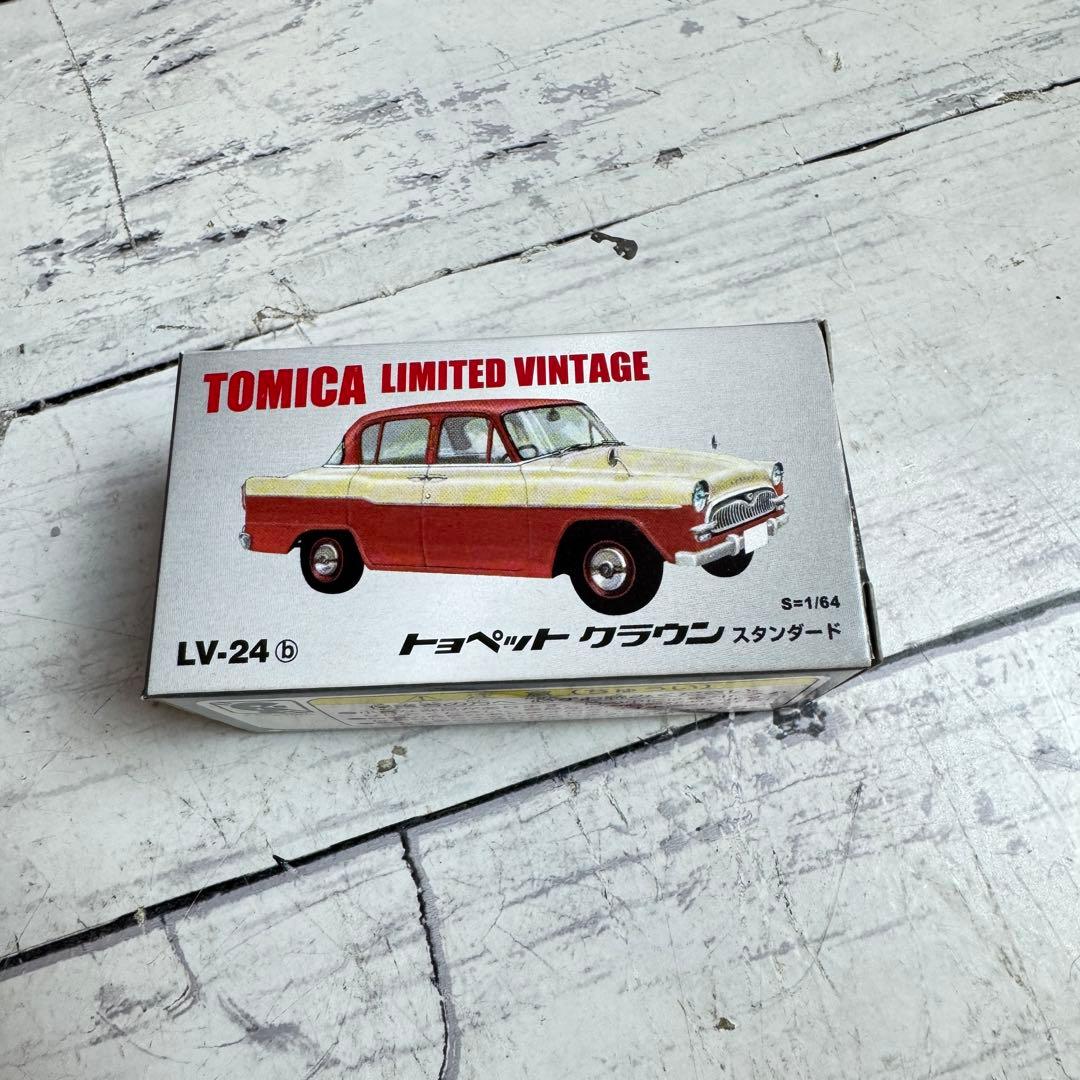 TOMICA LIMITED VINTAGE
S=1/64
LV-24 ⓑ トヨペット クラウン スタンダード